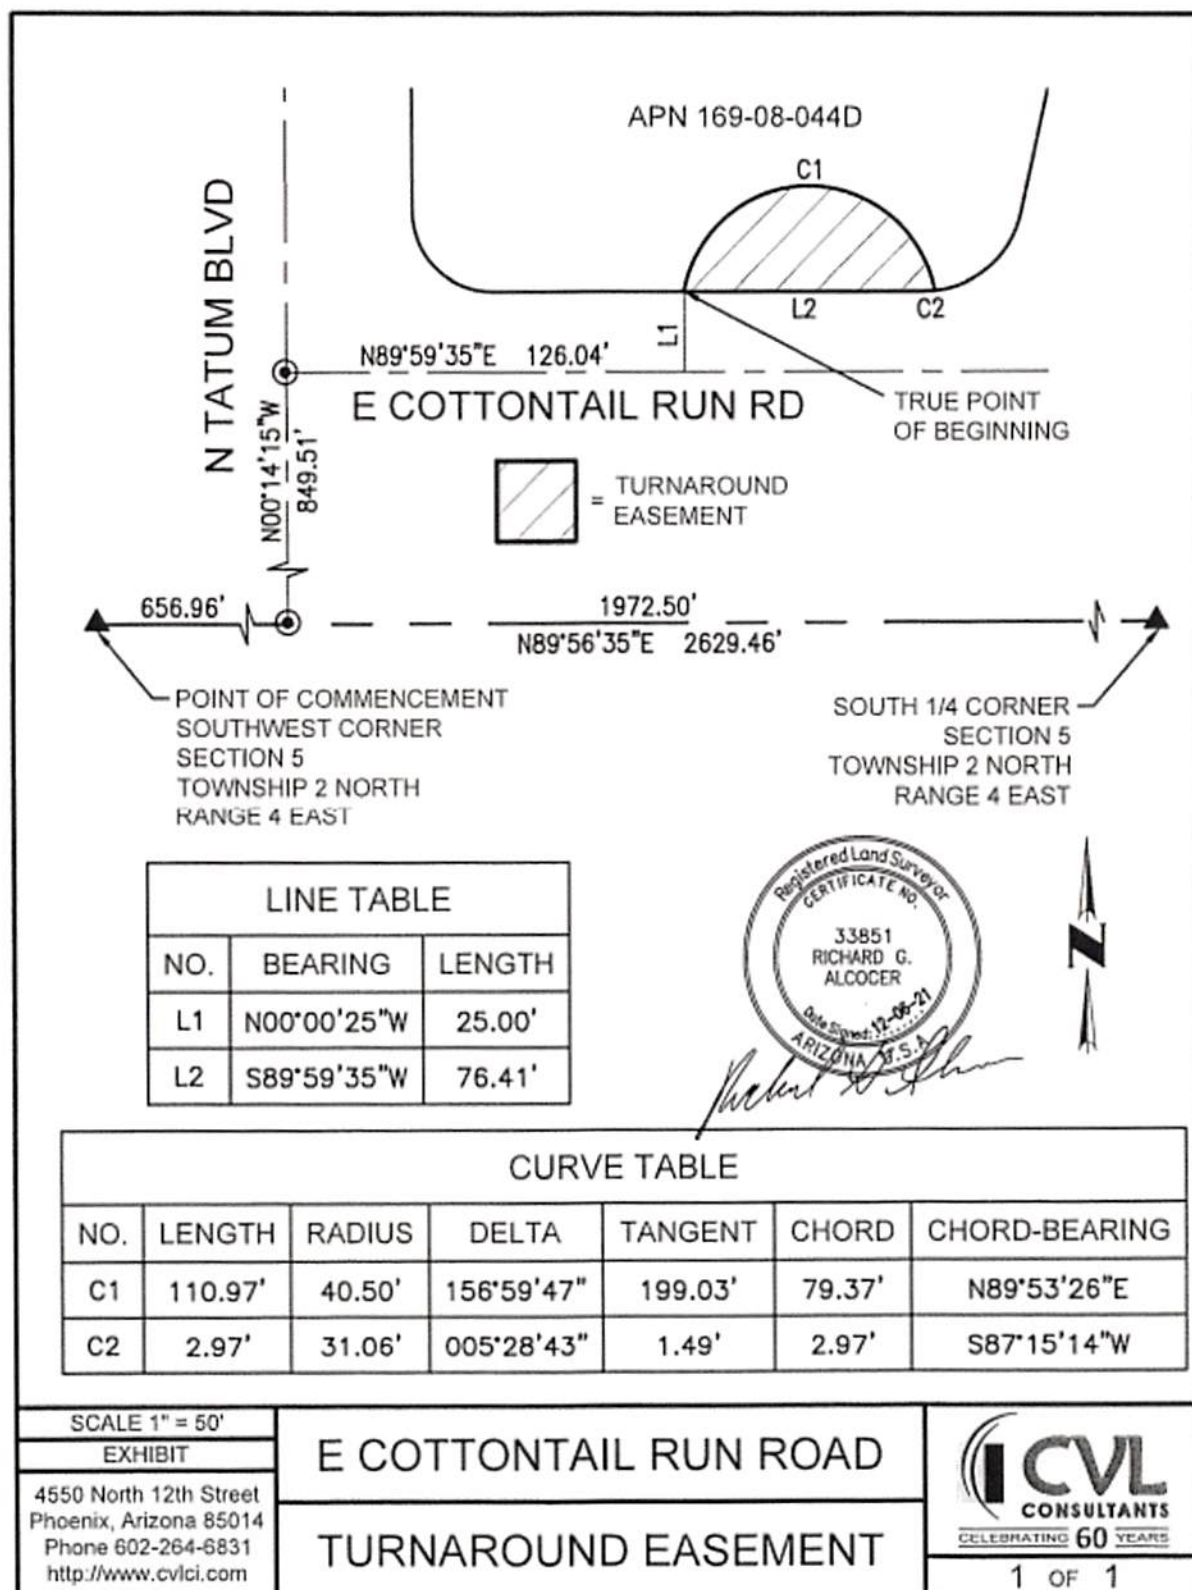 APN 169-08-044D
C1
N TATUM BLVD
L2
C2
L1
N89°59'35"E 126.04'
E COTTONTAIL RUN RD
TRUE POINT
OF BEGINNING
N00°14'15"W
849.51'
= TURNAROUND
EASEMENT
656.96'
1972.50'
N89°56'35"E 2629.46'
POINT OF COMMENCEMENT
SOUTHWEST CORNER
SECTION 5
TOWNSHIP 2 NORTH
RANGE 4 EAST
SOUTH 1/4 CORNER
SECTION 5
TOWNSHIP 2 NORTH
RANGE 4 EAST
LINE TABLE
NO. BEARING LENGTH
L1 N00°00'25"W 25.00'
L2 S89°59'35"W 76.41'
Registered Land Surveyor
CERTIFICATE NO.
33851
RICHARD G.
ALCOCER
Date Signed: 12-06-21
ARIZONA U.S.A.
N
CURVE TABLE
NO. LENGTH RADIUS DELTA TANGENT CHORD CHORD-BEARING
C1 110.97' 40.50' 156°59'47" 199.03' 79.37' N89°53'26"E
C2 2.97' 31.06' 005°28'43" 1.49' 2.97' S87°15'14"W
SCALE 1" = 50'
EXHIBIT
4550 North 12th Street
Phoenix, Arizona 85014
Phone 602-264-6831
http://www.cvlci.com
E COTTONTAIL RUN ROAD
TURNAROUND EASEMENT
CVL
CONSULTANTS
CELEBRATING 60 YEARS
1 OF 1